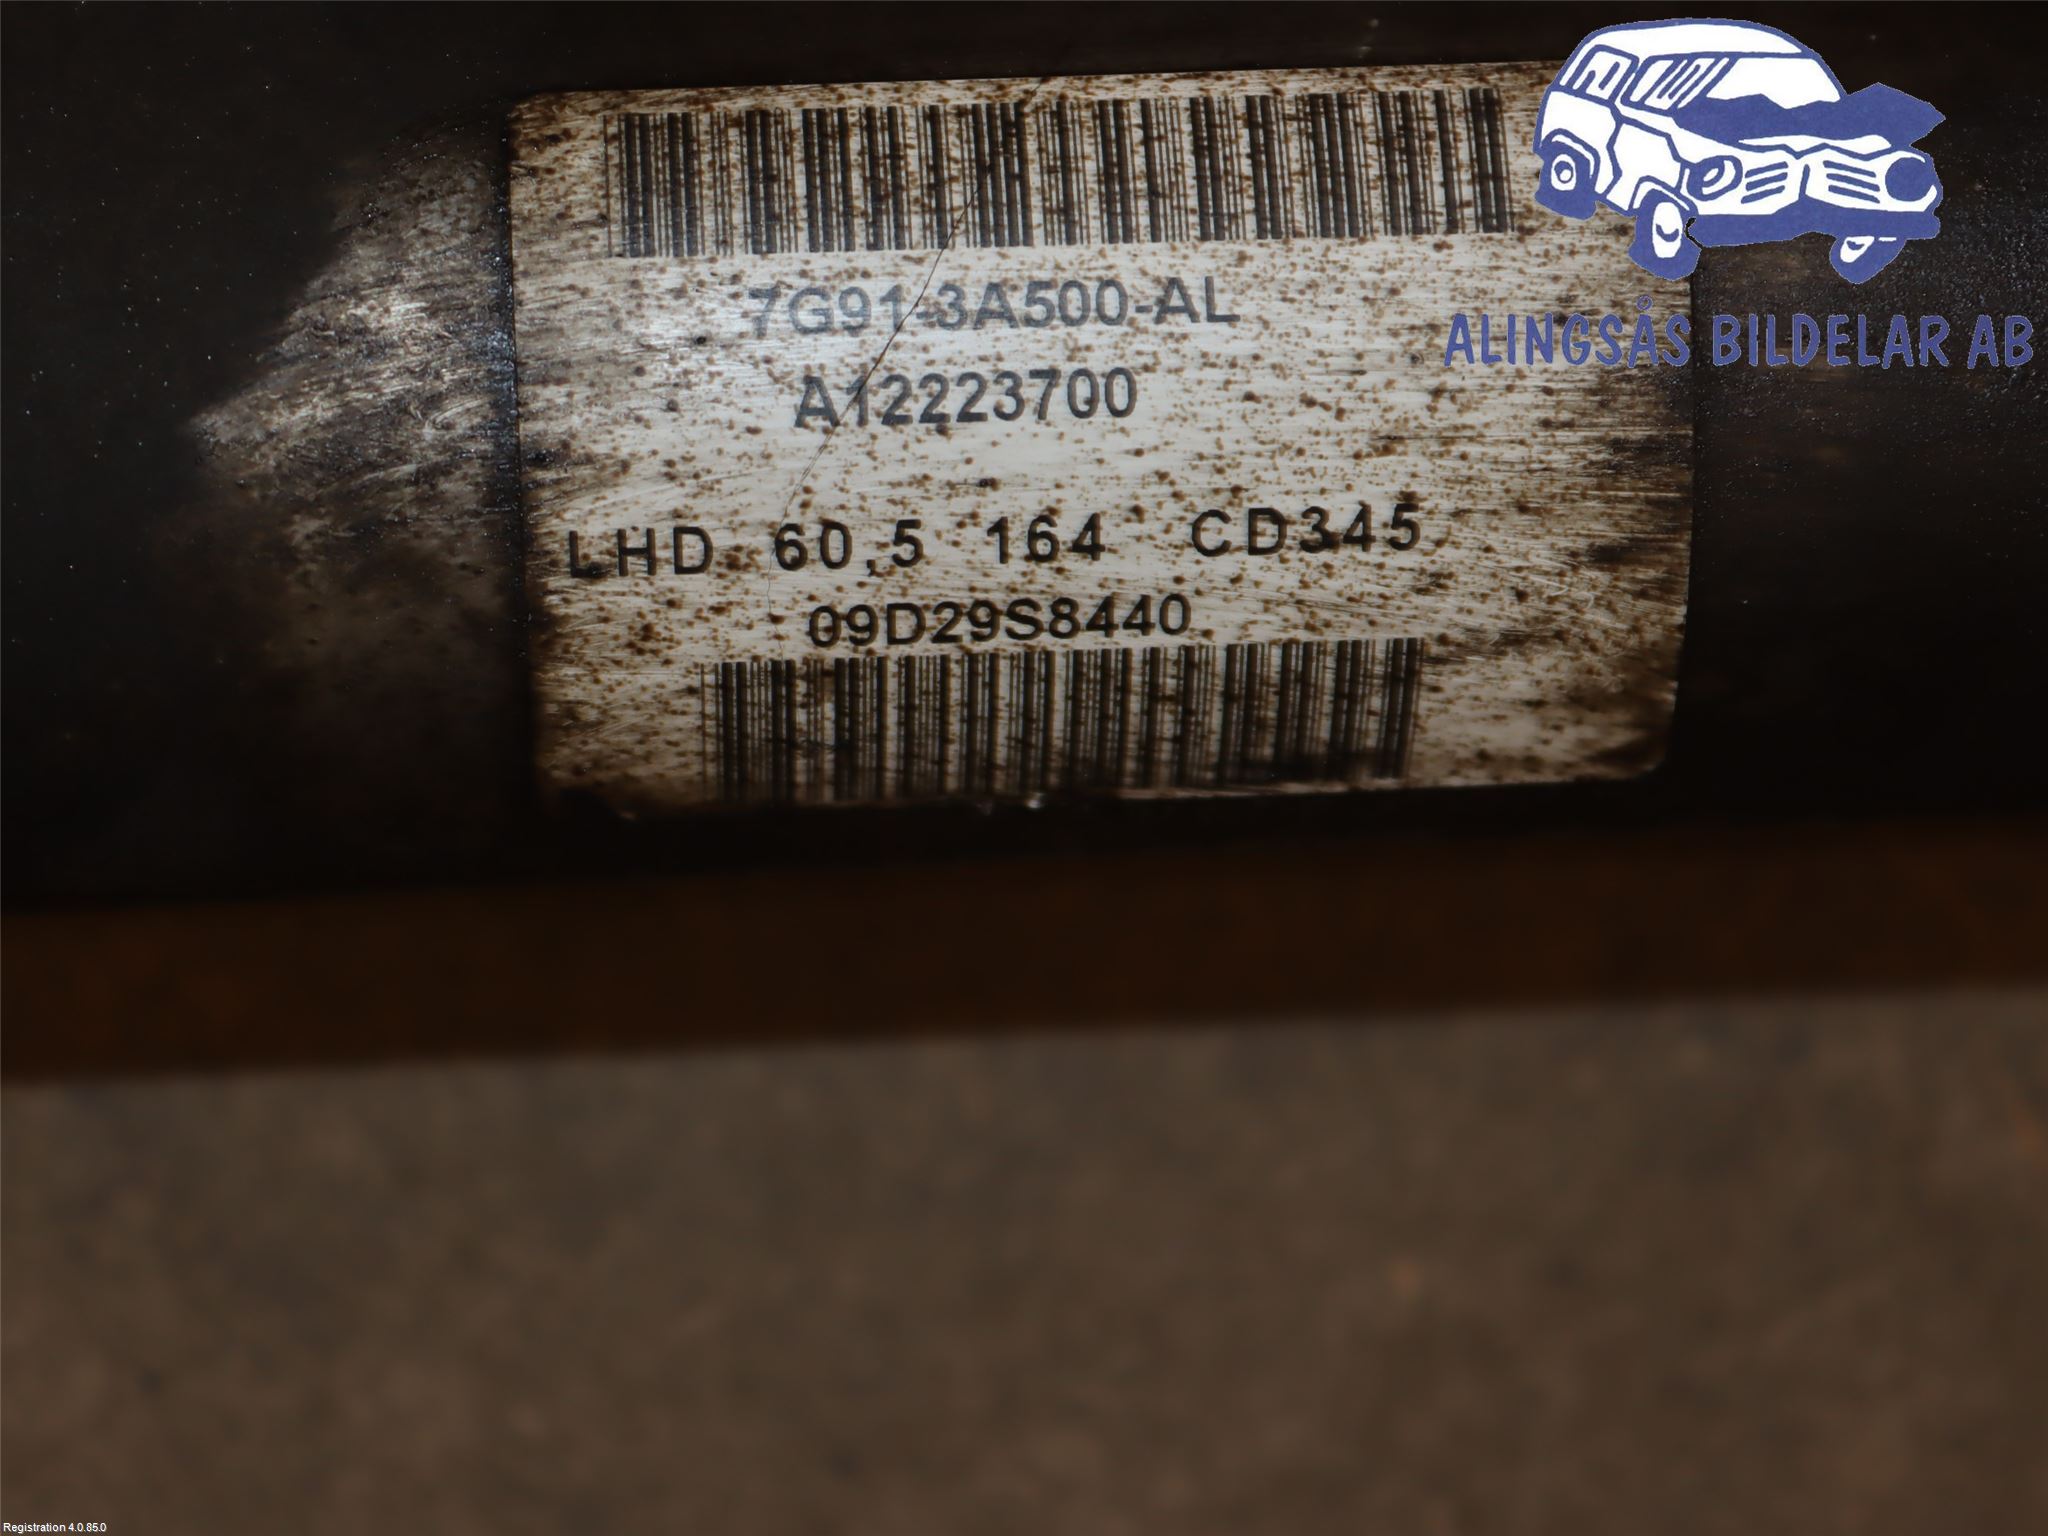 7G91-3A500-AL
A12223700
LHD 60,5 164 CD345
09D29S8440
ALINGSÅS BILDELAR AB
Registration 4.0.85.0